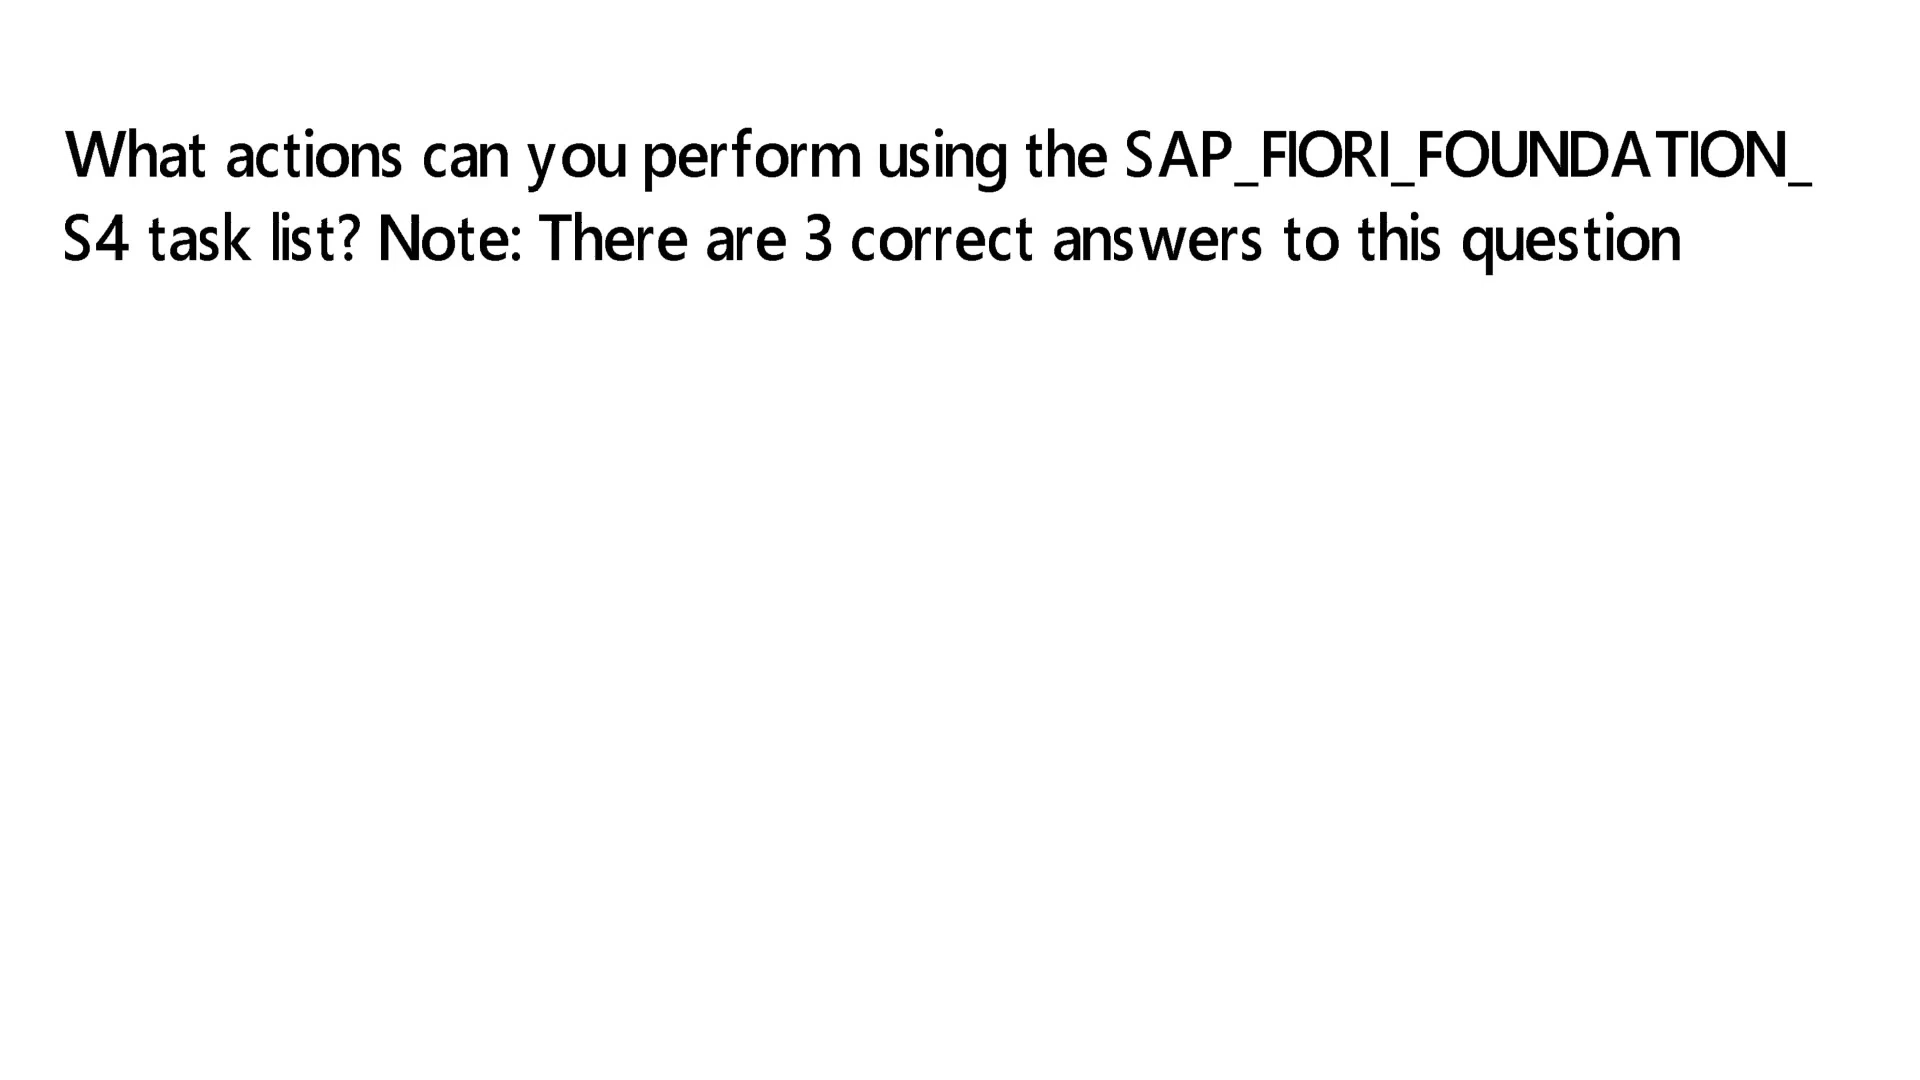 What actions can you perform using the SAP_FIORI_FOUNDATION_
S4 task list? Note: There are 3 correct answers to this question